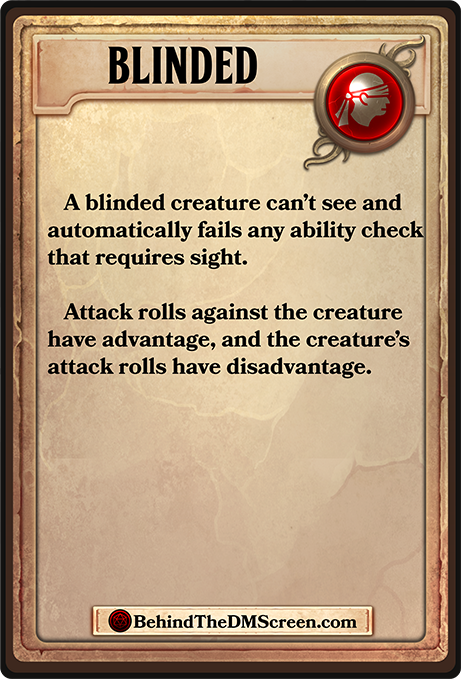 BLINDED
A blinded creature can't see and
automatically fails any ability check
that requires sight.
Attack rolls against the creature
have advantage, and the creature's
attack rolls have disadvantage.
BehindTheDMScreen.com